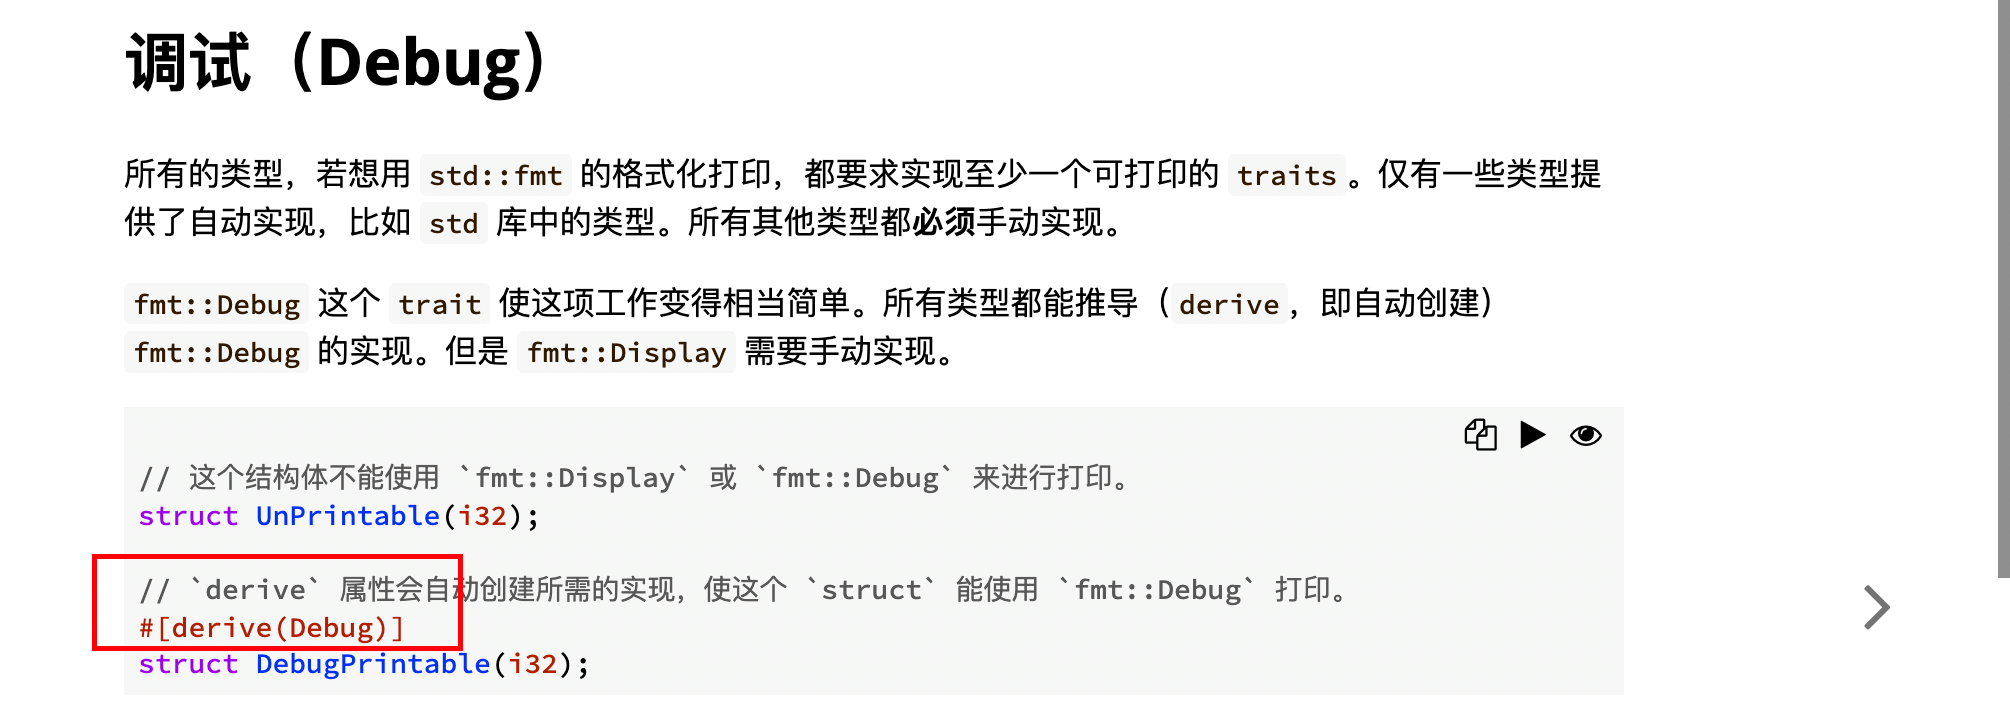 调试（Debug）
所有的类型，若想用 std::fmt 的格式化打印，都要求实现至少一个可打印的 traits 。仅有一些类型提
供了自动实现，比如 std 库中的类型。所有其他类型都必须手动实现。
fmt::Debug 这个 trait 使这项工作变得相当简单。所有类型都能推导（derive，即自动创建）
fmt::Debug 的实现。但是 fmt::Display 需要手动实现。
// 这个结构体不能使用 `fmt::Display` 或 `fmt::Debug` 来进行打印。
struct UnPrintable(i32);
// `derive` 属性会自动创建所需的实现，使这个 `struct` 能使用 `fmt::Debug` 打印。
#[derive(Debug)]
struct DebugPrintable(i32);